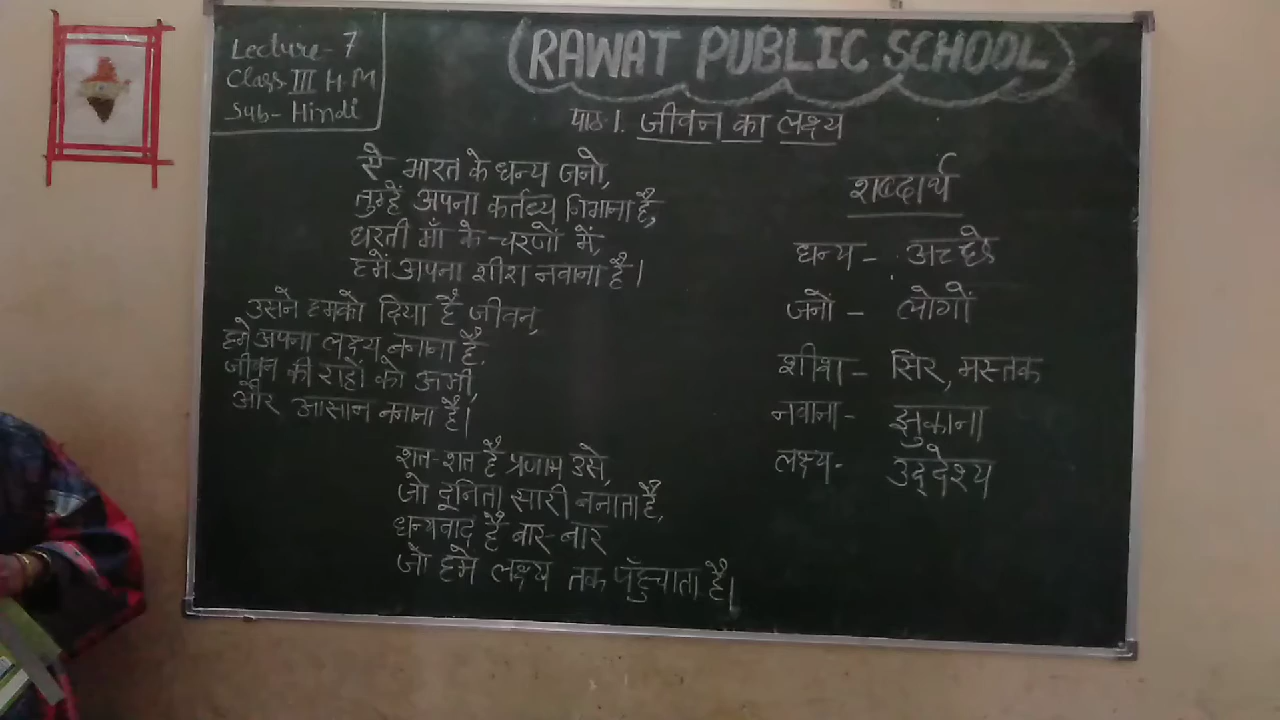 Lecture-7
Class III H.M
Sub-Hindi
RAWAT PUBLIC SCHOOL
पाठ-1. जीवन का लक्ष्य
ऐ भारत के धन्य जनो,
तुम्हें अपना कर्तव्य निभाना है,
धरती माँ के-चरणों में,
हमें अपना शीश नवाना है।
उसने हमको दिया है जीवन,
हमे अपना लक्ष्य बनाना है,
जीवन की राहों को अभी,
और आसान बनाना है।
शत-शत है प्रणाम उसे,
जो दूनिता सारी बनाता है,
धन्यवाद है बार-बार
जो हमे लक्ष्य तक पहुँचाता है।
शब्दार्थ
धन्य- अच्छे
जनों- लोगों
शीश- सिर, मस्तक
नवाना- झुकाना
लक्ष्य- उद्देश्य